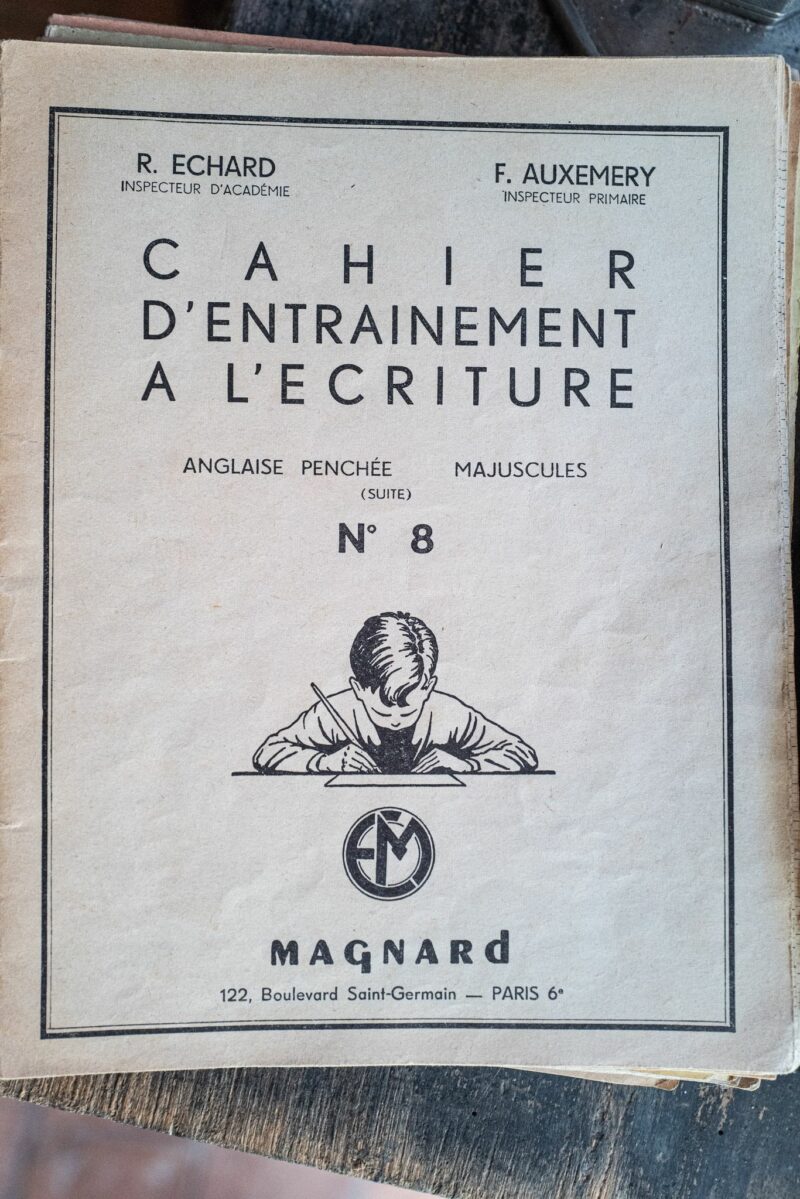 R. ECHARD
INSPECTEUR D'ACADÉMIE
F. AUXEMERY
INSPECTEUR PRIMAIRE
CAHIER
D'ENTRAINEMENT
A L'ECRITURE
ANGLAISE PENCHÉE MAJUSCULES
(SUITE)
N° 8
EM
MAGNARd
122, Boulevard Saint-Germain — PARIS 6e